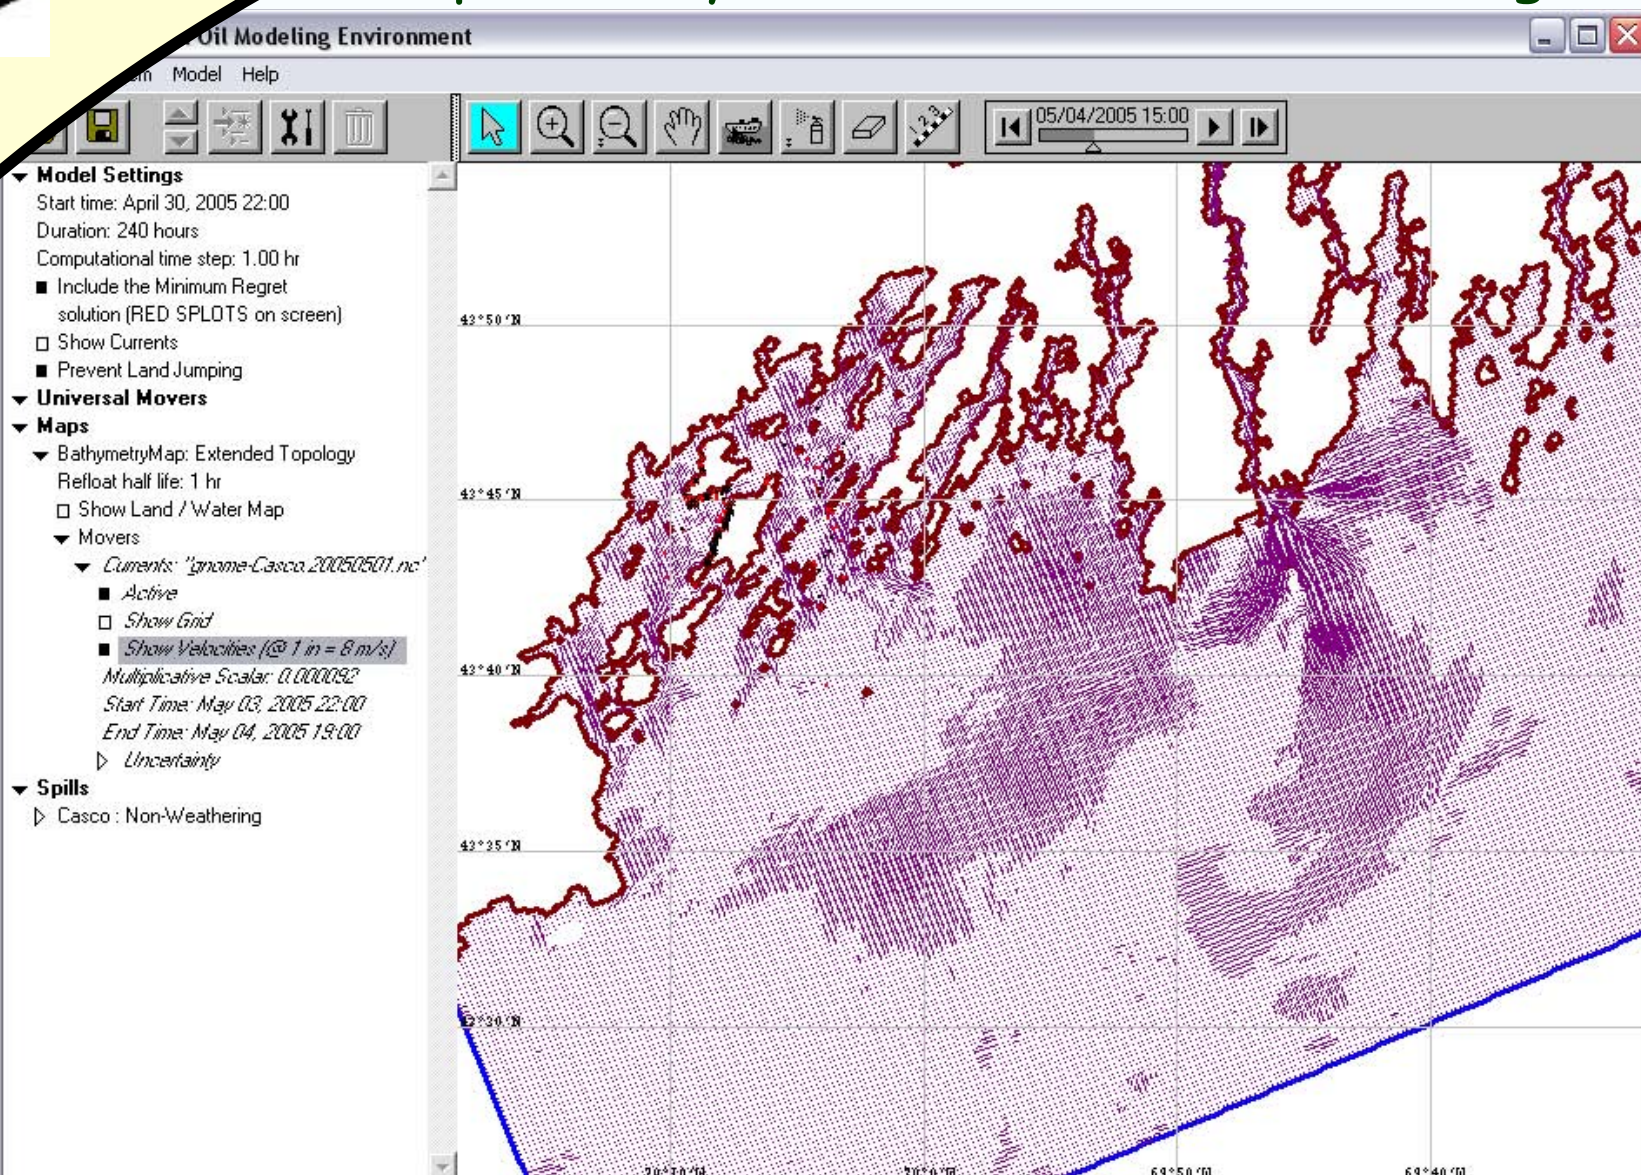 Oil Modeling Environment
Model Help
05/04/2005 15:00
Model Settings
Start time: April 30, 2005 22:00
Duration: 240 hours
Computational time step: 1.00 hr
Include the Minimum Regret
solution (RED SPLOTS on screen)
Show Currents
Prevent Land Jumping
Universal Movers
Maps
BathymetryMap: Extended Topology
Refloat half life: 1 hr
Show Land / Water Map
Movers
Currents: "gnome-Casco.20050501.nc"
Active
Show Grid
Show Velocities (@ 1 in = 8 m/s)
Multiplicative Scalar: 0.000092
Start Time: May 03, 2005 22:00
End Time: May 04, 2005 19:00
Uncertainty
Spills
Casco : Non-Weathering
43°50'N
43°45'N
43°40'N
43°35'N
69°50'W